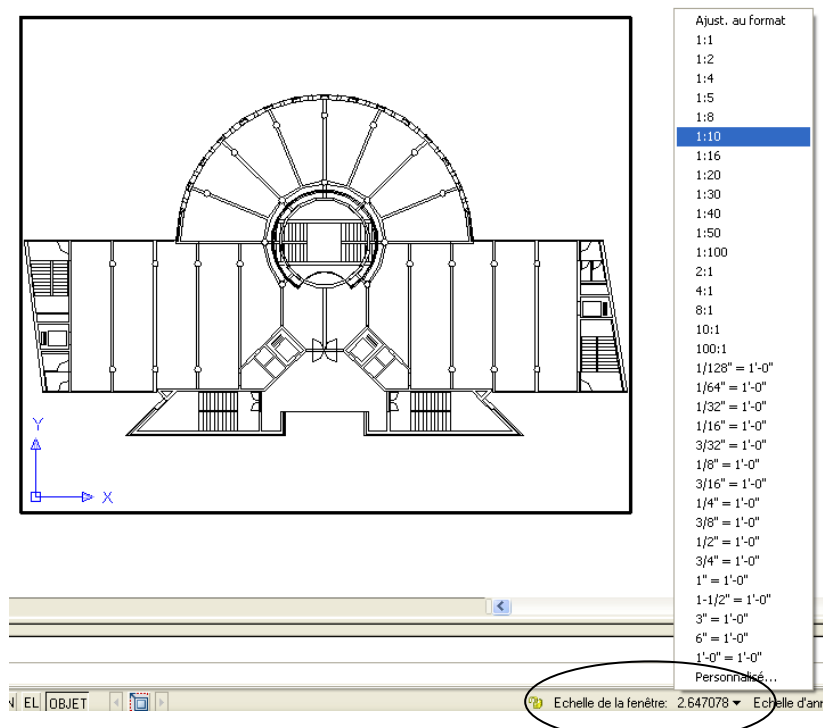 Ajust. au format
1:1
1:2
1:4
1:5
1:8
1:10
1:16
1:20
1:30
1:40
1:50
1:100
2:1
4:1
8:1
10:1
100:1
1/128" = 1'-0"
1/64" = 1'-0"
1/32" = 1'-0"
1/16" = 1'-0"
3/32" = 1'-0"
1/8" = 1'-0"
3/16" = 1'-0"
1/4" = 1'-0"
3/8" = 1'-0"
1/2" = 1'-0"
3/4" = 1'-0"
1" = 1'-0"
1-1/2" = 1'-0"
3" = 1'-0"
6" = 1'-0"
1'-0" = 1'-0"
Personnalisé...
Y
X
N EL OBJET Echelle de la fenêtre: 2.647078 Echelle d'ann